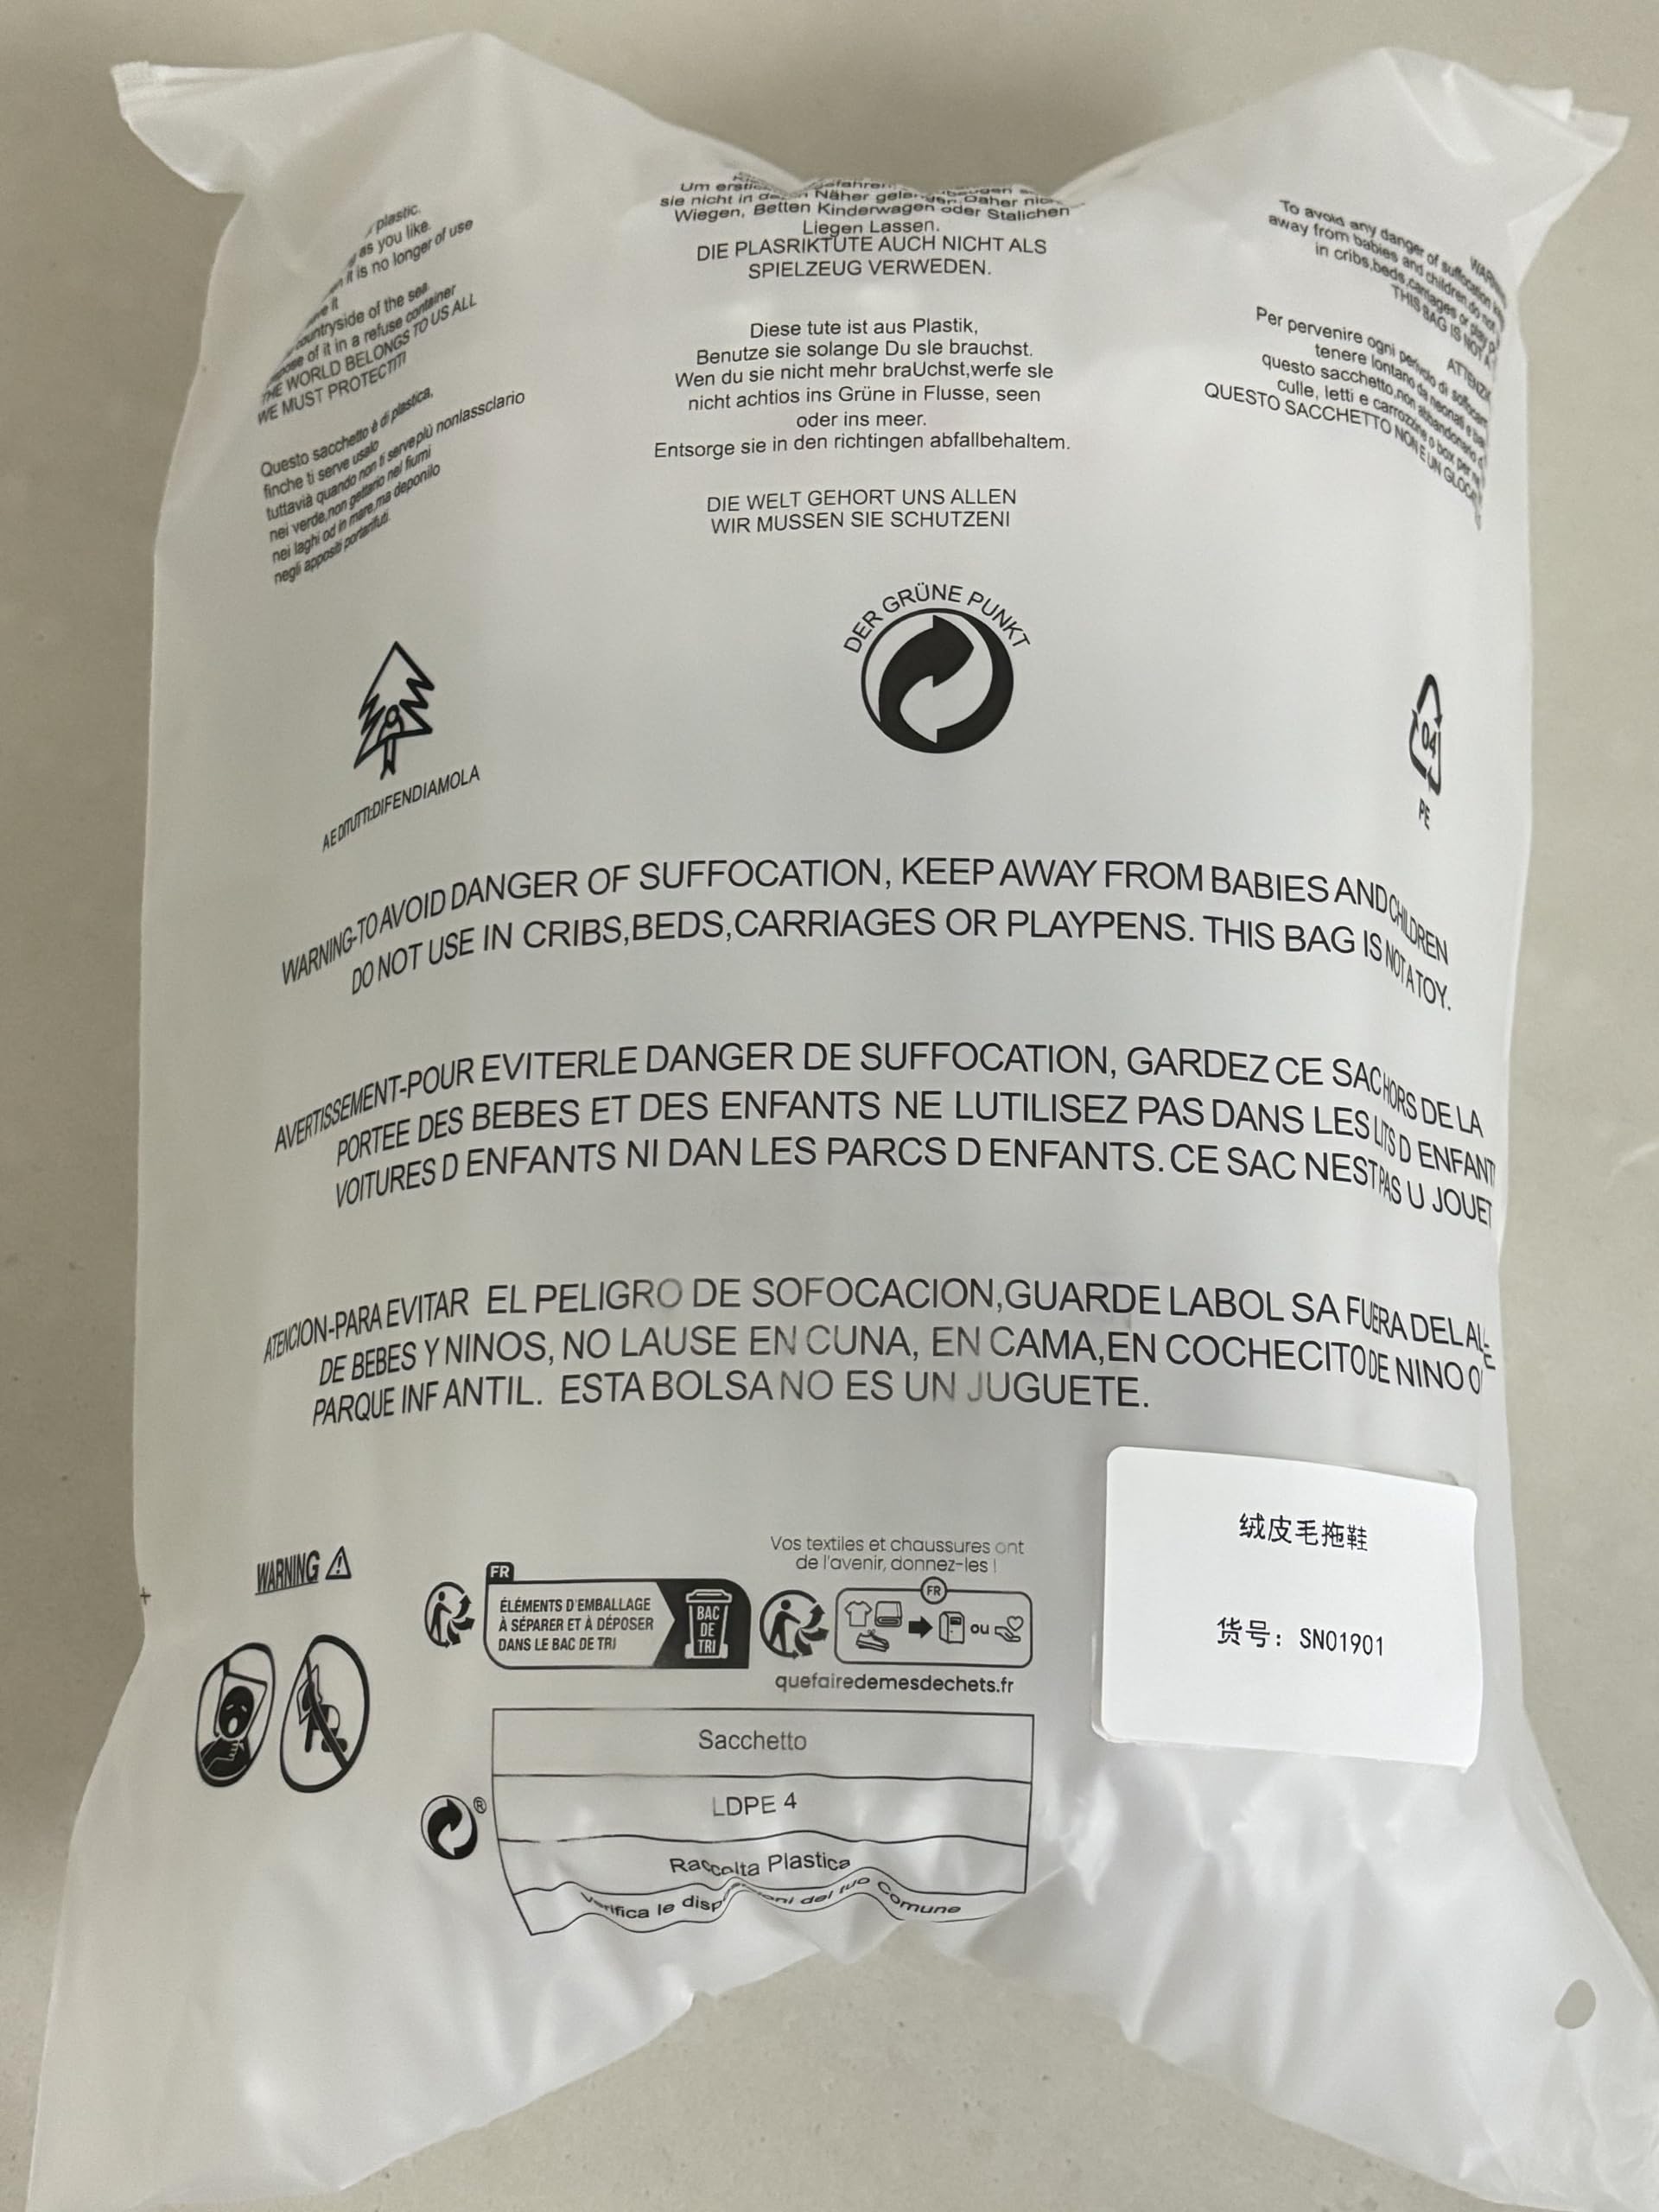 plastic.
as you like.
it is no longer of use
countryside of the sea
of it in a refuse container
THE WORLD BELONGS TO US ALL
WE MUST PROTECTITI
Questo sacchetto è di plastica,
finche ti serve usalo
tuttavià quando non ti serve più nonlassclario
nei verde,non gettario nel fiumi
nei laghi od in mare,ma deponilo
negli appositi portarifuti.
Um
sie nicht in Näher Daher
Wiegen, Betten Kinderwagen oder Stalichen
Liegen Lassen.
DIE PLASRIKTUTE AUCH NICHT ALS
SPIELZEUG VERWEDEN.
Diese tute ist aus Plastik,
Benutze sie solange Du sle brauchst.
Wen du sie nicht mehr braUchst,werfe sle
nicht achtios ins Grüne in Flusse, seen
oder ins meer.
Entsorge sie in den richtingen abfallbehaltem.
DIE WELT GEHORT UNS ALLEN
WIR MUSSEN SIE SCHUTZENI
To avoid any danger of suffocation
away from babies and children,do not
in cribs,beds,carriages or
THIS BAG IS NOT A
Per pervenire ogni pericolo di
tenere lontano da neonati e
questo sacchetto,non abbandonarlo
culle, letti e carrozzine o box per
QUESTO SACCHETTO NON E UN
DER GRÜNE PUNKT
AE DITUTTI:DIFENDIAMOLA
04
PE
WARNING-TO AVOID DANGER OF SUFFOCATION, KEEP AWAY FROM BABIES AND CHILDREN
DO NOT USE IN CRIBS,BEDS,CARRIAGES OR PLAYPENS. THIS BAG IS NOT A TOY.
AVERTISSEMENT-POUR EVITERLE DANGER DE SUFFOCATION, GARDEZ CE SAC HORS DE LA
PORTEE DES BEBES ET DES ENFANTS NE LUTILISEZ PAS DANS LES LITS D ENFANT
VOITURES D ENFANTS NI DAN LES PARCS D ENFANTS. CE SAC NEST PAS U JOUET
ATENCION-PARA EVITAR EL PELIGRO DE SOFOCACION,GUARDE LABOL SA FUERA DEL
DE BEBES Y NINOS, NO LAUSE EN CUNA, EN CAMA,EN COCHECITO DE NINO O
PARQUE INF ANTIL. ESTA BOLSA NO ES UN JUGUETE.
WARNING
FR
ÉLÉMENTS D'EMBALLAGE
À SÉPARER ET À DÉPOSER
DANS LE BAC DE TRI
BAC
DE
TRI
Vos textiles et chaussures ont
de l'avenir, donnez-les !
FR
ou
quefairedemesdechets.fr
®
Sacchetto
LDPE 4
Raccolta Plastica
Verifica le del tuo Comune
绒皮毛拖鞋
货号：SN01901